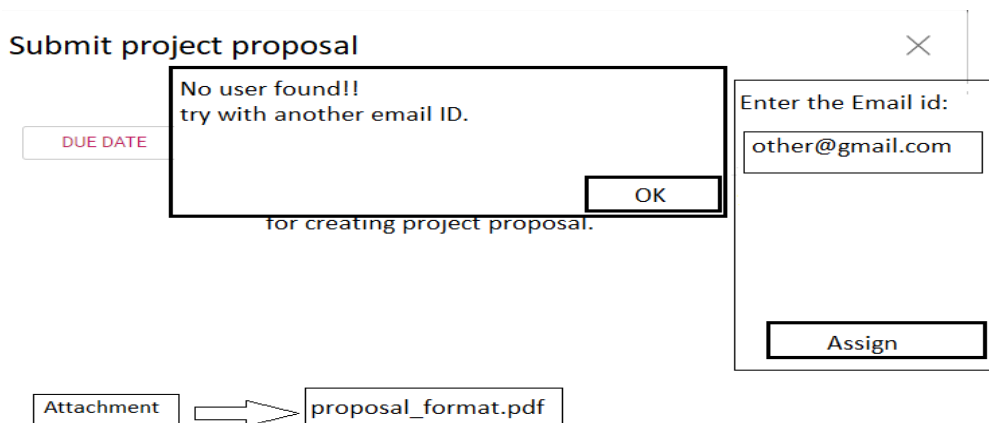 Submit project proposal
No user found!!
try with another email ID.
OK
Enter the Email id:
other@gmail.com
DUE DATE
for creating project proposal.
Assign
Attachment
proposal_format.pdf